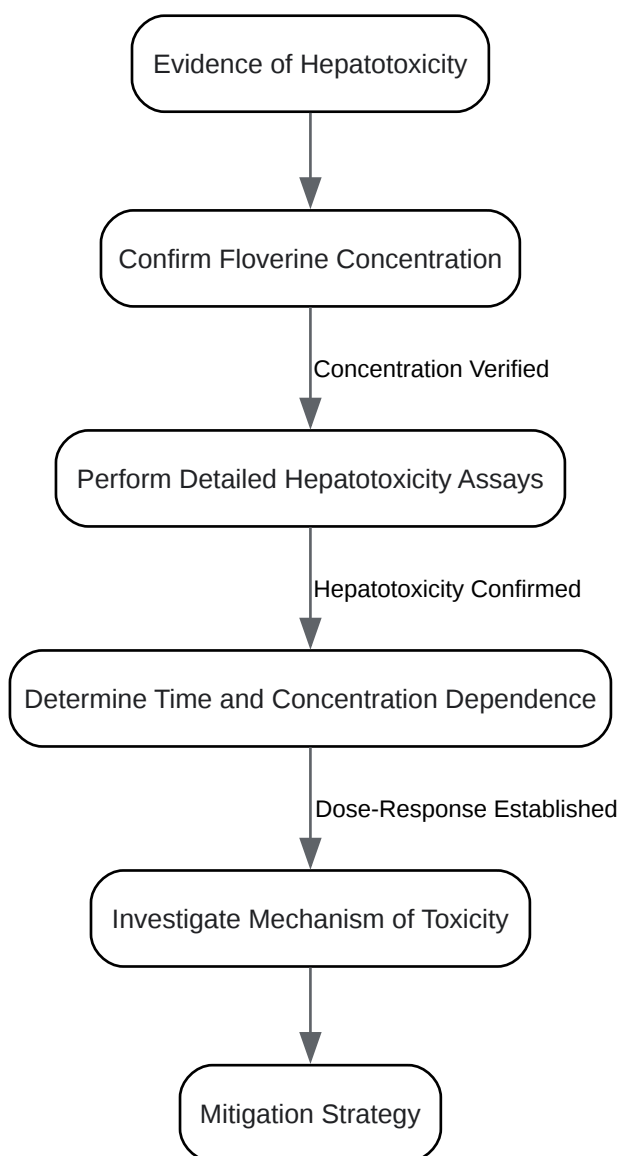 Evidence of Hepatotoxicity
Confirm Floverine Concentration
Concentration Verified
Perform Detailed Hepatotoxicity Assays
Hepatotoxicity Confirmed
Determine Time and Concentration Dependence
Dose-Response Established
Investigate Mechanism of Toxicity
Mitigation Strategy